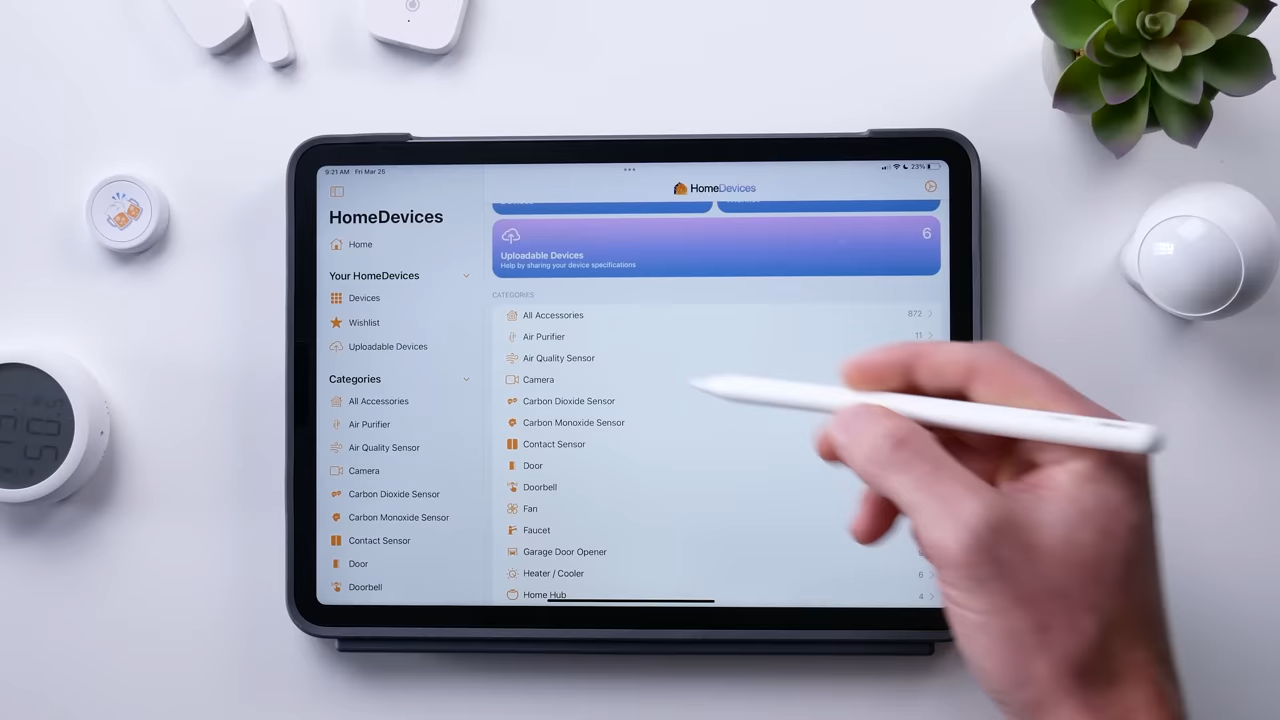 9:21 AM Fri Mar 25
23%
HomeDevices
Home
Your HomeDevices
Devices
Wishlist
Uploadable Devices
Categories
All Accessories
Air Purifier
Air Quality Sensor
Camera
Carbon Dioxide Sensor
Carbon Monoxide Sensor
Contact Sensor
Door
Doorbell
HomeDevices
6
Uploadable Devices
Help by sharing your device specifications
CATEGORIES
All Accessories 872
Air Purifier 11
Air Quality Sensor
Camera
Carbon Dioxide Sensor
Carbon Monoxide Sensor
Contact Sensor
Door
Doorbell
Fan
Faucet
Garage Door Opener
Heater / Cooler 6
Home Hub 4